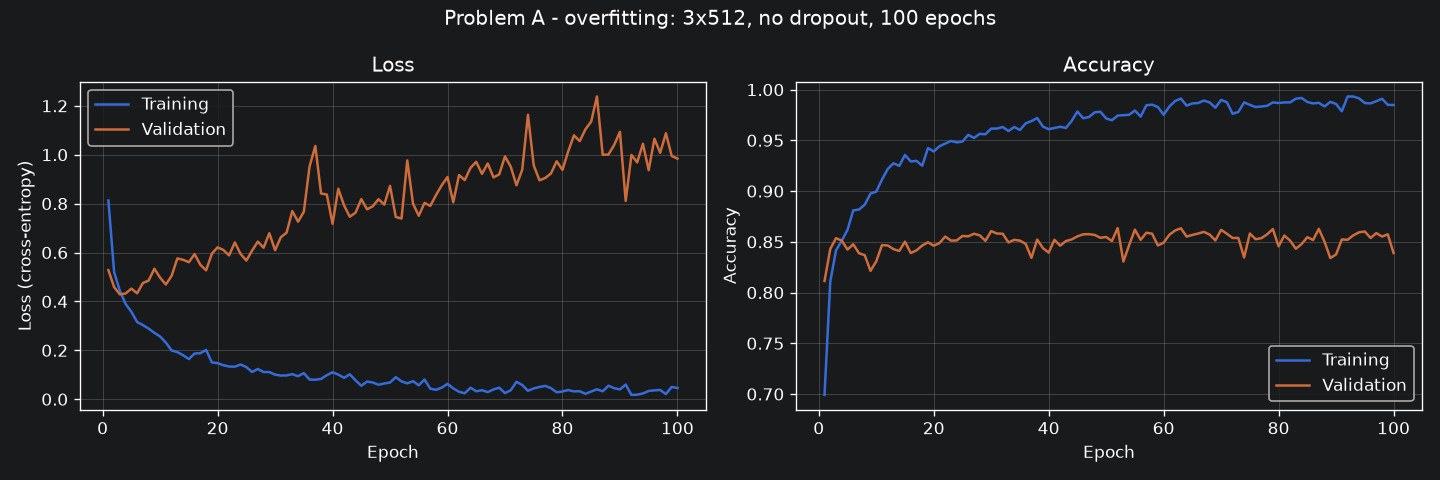 Problem A - overfitting: 3x512, no dropout, 100 epochs
Loss
Training
Validation
Loss (cross-entropy)
1.2
1.0
0.8
0.6
0.4
0.2
0.0
0 20 40 60 80 100
Epoch
Accuracy
Accuracy
1.00
0.95
0.90
0.85
0.80
0.75
0.70
Training
Validation
0 20 40 60 80 100
Epoch